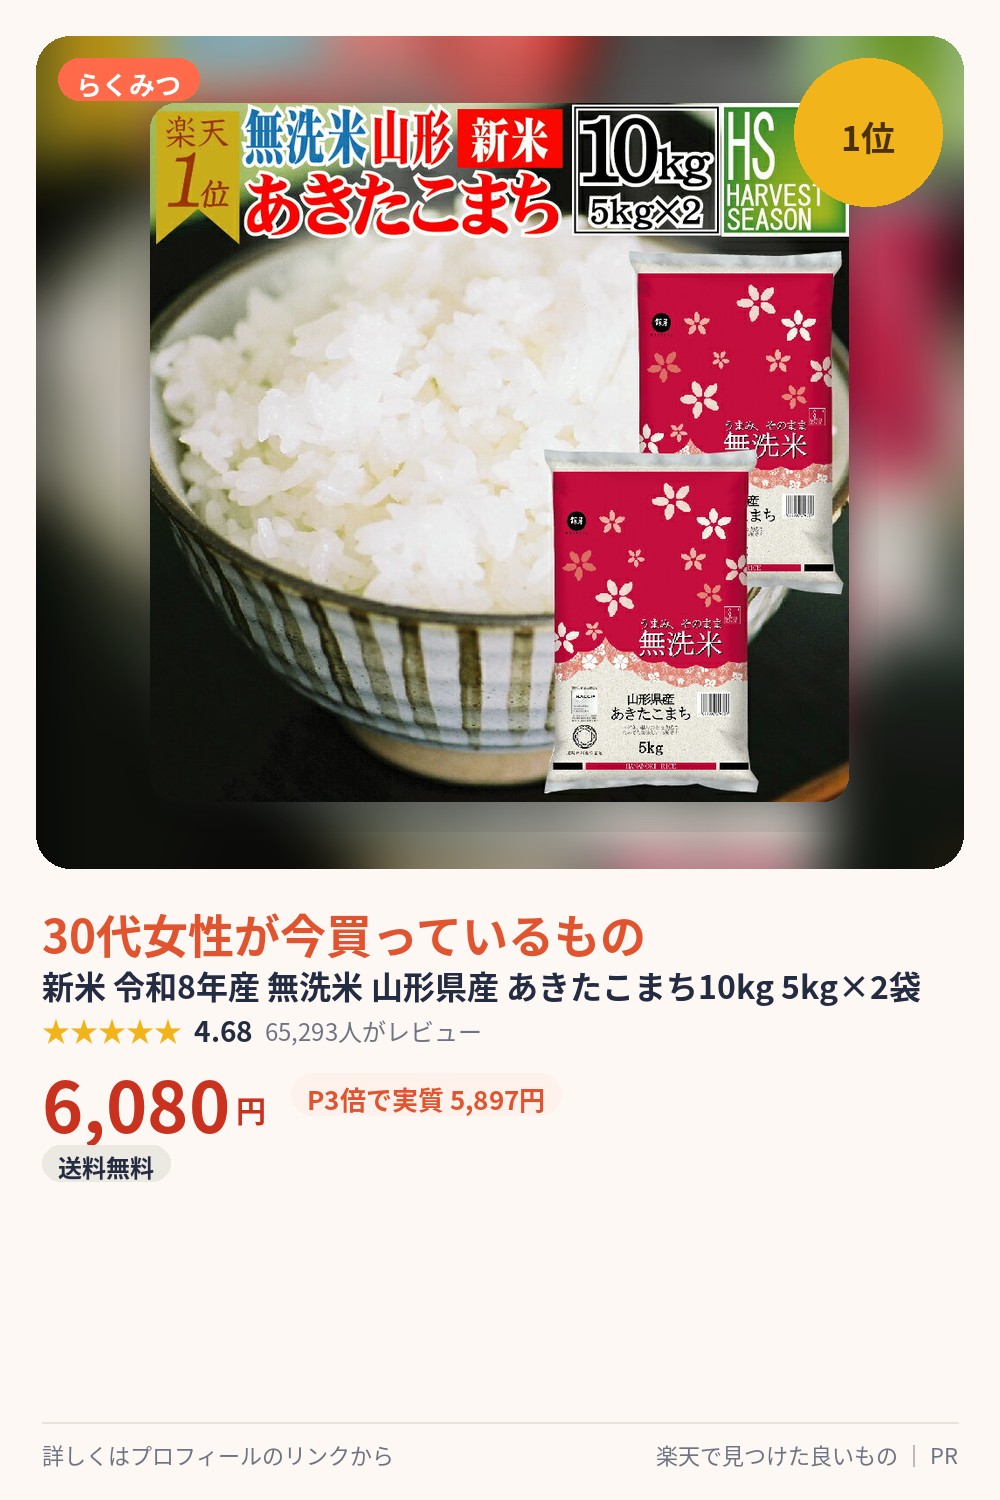 らくみつ
1位
楽天
1位
無洗米山形 新米
あきたこまち
10kg
5kg×2
HS
HARVEST
SEASON
うまみ、そのまま
無洗米
うまみ、そのまま
無洗米
山形県産
あきたこまち
5kg
30代女性が今買っているもの
新米 令和8年産 無洗米 山形県産 あきたこまち10kg 5kg×2袋
★★★★★ 4.68 65,293人がレビュー
6,080円
P3倍で実質 5,897円
送料無料
詳しくはプロフィールのリンクから
楽天で見つけた良いもの | PR